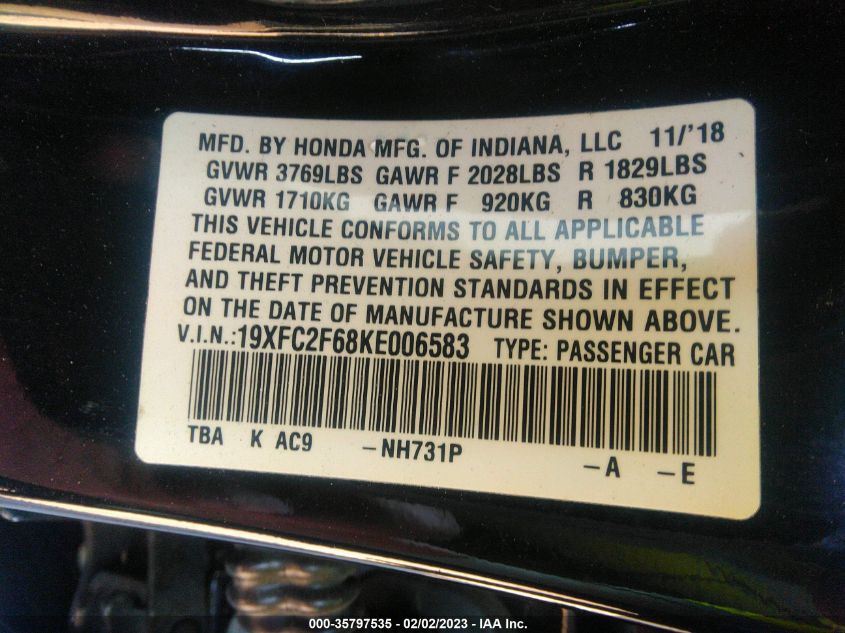 MFD. BY HONDA MFG. OF INDIANA, LLC 11/'18
GVWR 3769LBS GAWR F 2028LBS R 1829LBS
GVWR 1710KG GAWR F 920KG R 830KG
THIS VEHICLE CONFORMS TO ALL APPLICABLE
FEDERAL MOTOR VEHICLE SAFETY, BUMPER,
AND THEFT PREVENTION STANDARDS IN EFFECT
ON THE DATE OF MANUFACTURE SHOWN ABOVE.
V.I.N.:19XFC2F68KE006583 TYPE: PASSENGER CAR
TBA K AC9 -NH731P -A -E
000-35797535 - 02/02/2023 - IAA Inc.